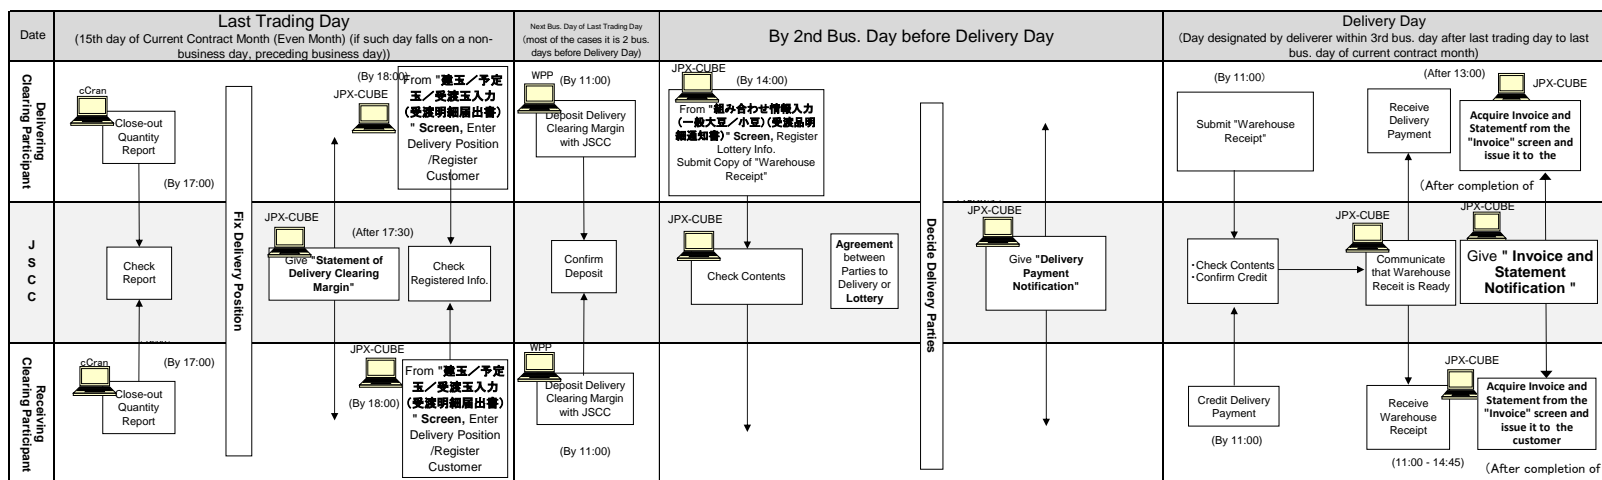 Date
Last Trading Day
(15th day of Current Contract Month (Even Month) (if such day falls on a non-
business day, preceding business day))
Next Bus. Day of Last Trading Day
(most of the cases it is 2 bus.
days before Delivery Day)
By 2nd Bus. Day before Delivery Day
Delivery Day
(Day designated by deliverer within 3rd bus. day after last trading day to last
bus. day of current contract month)
Delivering
Clearing Participant
cCran
Close-out
Quantity
Report
(By 17:00)
Fix Delivery Position
(By 18:00)
JPX-CUBE
From "建玉／予定
玉／受渡玉入力
（受渡明細届出書）
" Screen, Enter
Delivery Position
/Register
Customer
WPP
(By 11:00)
Deposit Delivery
Clearing Margin
with JSCC
JPX-CUBE
(By 14:00)
From "組み合わせ情報入力
（一般大豆／小豆）（受渡品明
細通知書）" Screen, Register
Lottery Info.
Submit Copy of "Warehouse
Receipt"
Decide Delivery Parties
(By 11:00)
Submit "Warehouse
Receipt"
Receive
Delivery
Payment
(After 13:00)
JPX-CUBE
Acquire Invoice and
Statementf rom the
"Invoice" screen and
issue it to the
（After completion of
J
S
C
C
Check
Report
JPX-CUBE
(After 17:30)
Give "Statement of
Delivery Clearing
Margin"
Check
Registered Info.
Confirm
Deposit
JPX-CUBE
Check Contents
Agreement
between
Parties to
Delivery or
Lottery
JPX-CUBE
Give "Delivery
Payment
Notification"
・Check Contents
・Confirm Credit
JPX-CUBE
Communicate
that Warehouse
Receit is Ready
JPX-CUBE
Give " Invoice and
Statement
Notification "
Receiving
Clearing Participant
cCran
(By 17:00)
Close-out
Quantity
Report
JPX-CUBE
(By 18:00)
From "建玉／予定
玉／受渡玉入力
（受渡明細届出書）
" Screen, Enter
Delivery Position
/Register
Customer
WPP
Deposit Delivery
Clearing Margin
with JSCC
(By 11:00)
Credit Delivery
Payment
(By 11:00)
Receive
Warehouse
Receipt
(11:00 - 14:45)
JPX-CUBE
Acquire Invoice and
Statement from the
"Invoice" screen and
issue it to the
customer
（After completion of